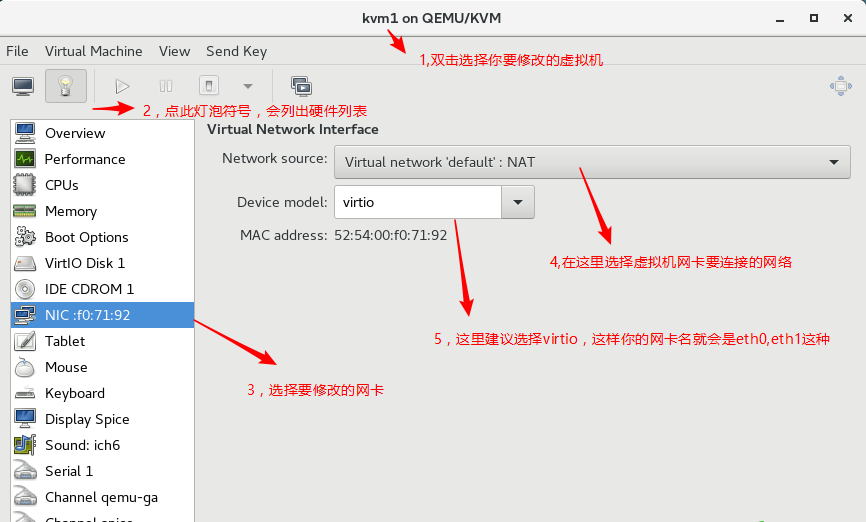 kvm1 on QEMU/KVM
File Virtual Machine View Send Key
1,双击选择你要修改的虚拟机
2，点此灯泡符号，会列出硬件列表
Overview
Performance
CPUs
Memory
Boot Options
VirtIO Disk 1
IDE CDROM 1
NIC :f0:71:92
Tablet
Mouse
Keyboard
Display Spice
Sound: ich6
Serial 1
Channel qemu-ga
Channel spice
Virtual Network Interface
Network source: Virtual network 'default' : NAT
Device model: virtio
MAC address: 52:54:00:f0:71:92
4,在这里选择虚拟机网卡要连接的网络
5，这里建议选择virtio，这样你的网卡名就会是eth0,eth1这种
3，选择要修改的网卡